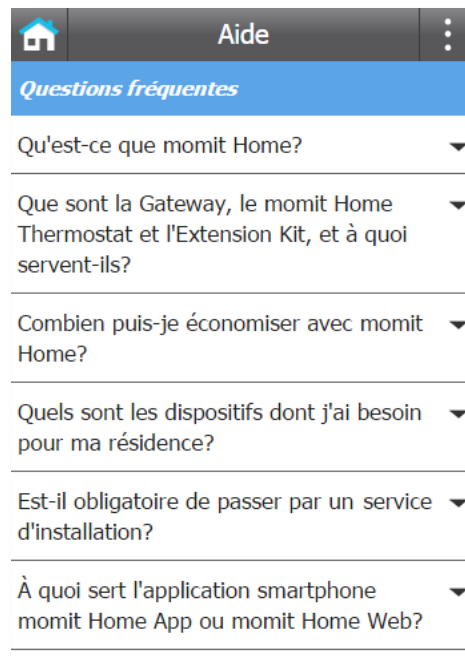 Aide
Questions fréquentes
Qu'est-ce que momit Home?
Que sont la Gateway, le momit Home
Thermostat et l'Extension Kit, et à quoi
servent-ils?
Combien puis-je économiser avec momit
Home?
Quels sont les dispositifs dont j'ai besoin
pour ma résidence?
Est-il obligatoire de passer par un service
d'installation?
À quoi sert l'application smartphone
momit Home App ou momit Home Web?